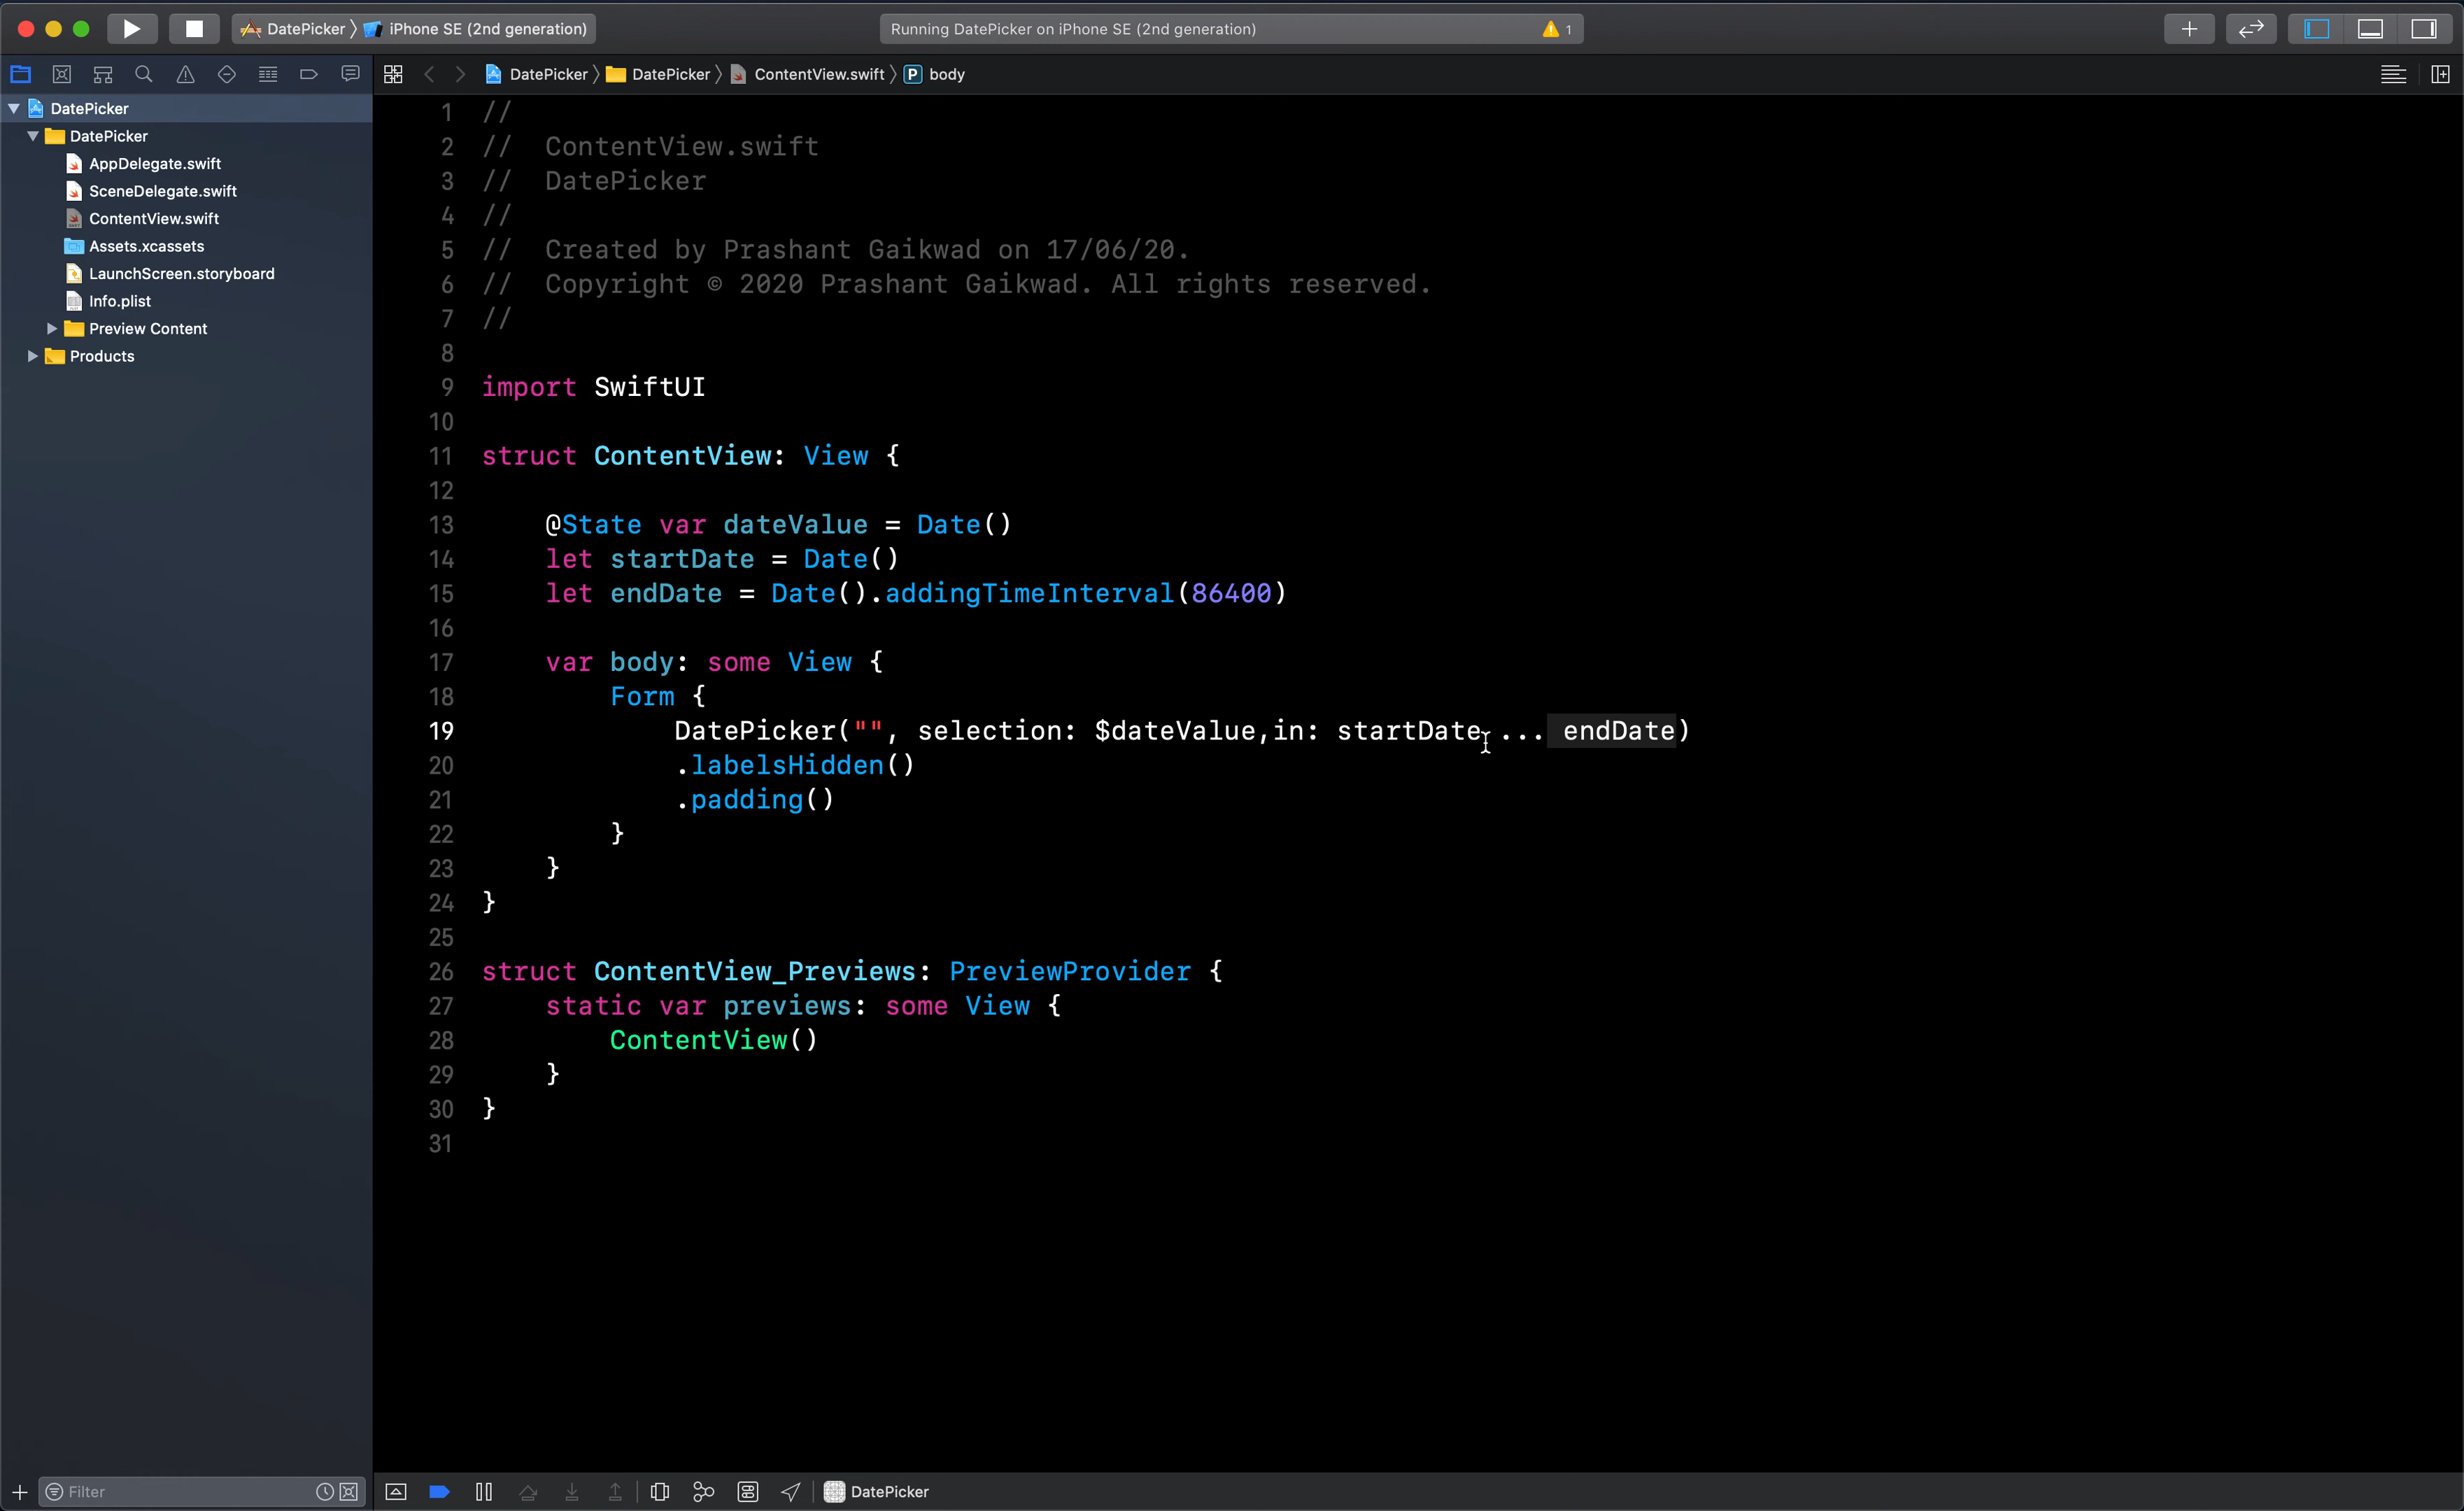 DatePicker iPhone SE (2nd generation)
Running DatePicker on iPhone SE (2nd generation) 1
DatePicker DatePicker ContentView.swift P body
DatePicker
DatePicker
AppDelegate.swift
SceneDelegate.swift
ContentView.swift
Assets.xcassets
LaunchScreen.storyboard
Info.plist
Preview Content
Products
1 //
2 //  ContentView.swift
3 //  DatePicker
4 //
5 //  Created by Prashant Gaikwad on 17/06/20.
6 //  Copyright © 2020 Prashant Gaikwad. All rights reserved.
7 //
8
9 import SwiftUI
10
11 struct ContentView: View {
12
13     @State var dateValue = Date()
14     let startDate = Date()
15     let endDate = Date().addingTimeInterval(86400)
16
17     var body: some View {
18         Form {
19             DatePicker("", selection: $dateValue,in: startDate ... endDate)
20             .labelsHidden()
21             .padding()
22         }
23     }
24 }
25
26 struct ContentView_Previews: PreviewProvider {
27     static var previews: some View {
28         ContentView()
29     }
30 }
31
Filter
DatePicker